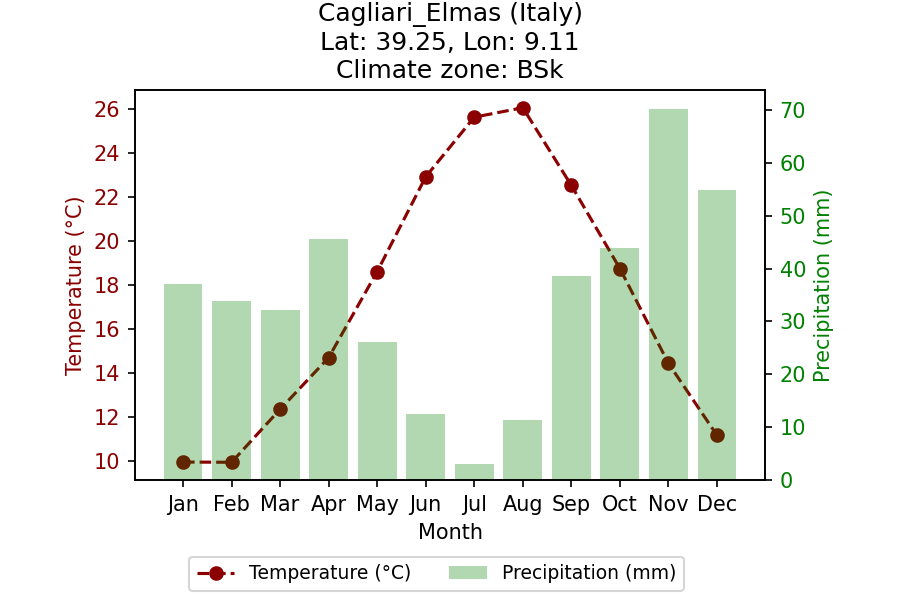 Cagliari_Elmas (Italy)
Lat: 39.25, Lon: 9.11
Climate zone: BSk
Temperature (°C)
26
24
22
20
18
16
14
12
10
Precipitation (mm)
70
60
50
40
30
20
10
0
Jan Feb Mar Apr May Jun Jul Aug Sep Oct Nov Dec
Month
Temperature (°C) Precipitation (mm)